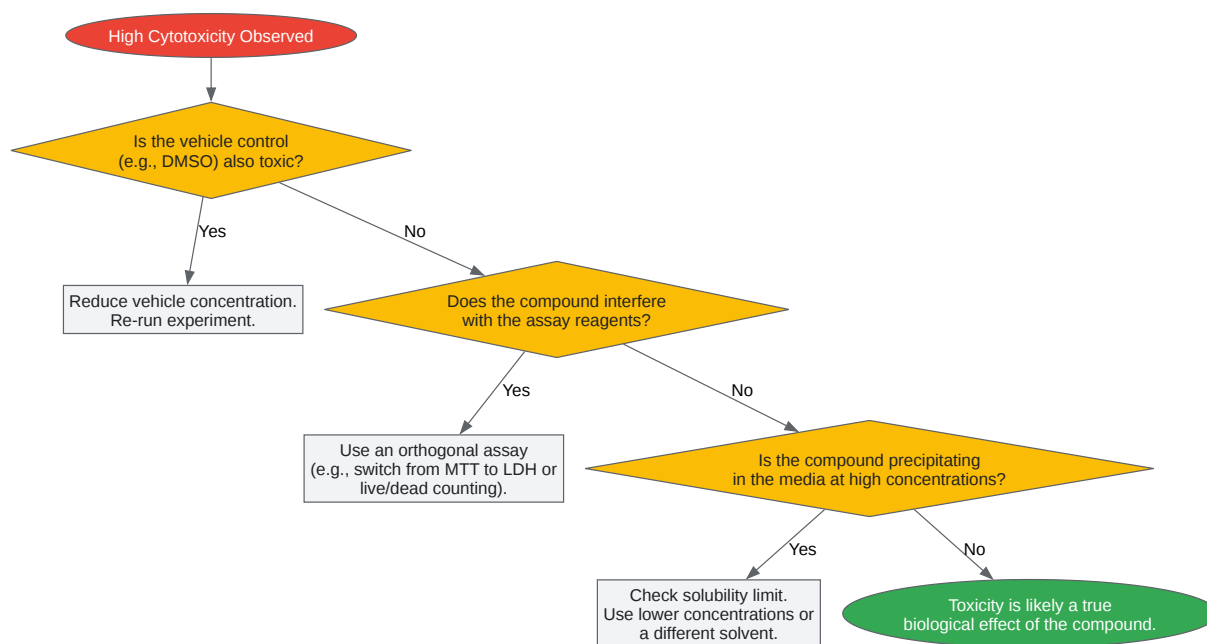 High Cytotoxicity Observed
Is the vehicle control
(e.g., DMSO) also toxic?
Yes
No
Reduce vehicle concentration.
Re-run experiment.
Does the compound interfere
with the assay reagents?
Yes
No
Use an orthogonal assay
(e.g., switch from MTT to LDH or
live/dead counting).
Is the compound precipitating
in the media at high concentrations?
Yes
No
Check solubility limit.
Use lower concentrations or
a different solvent.
Toxicity is likely a true
biological effect of the compound.